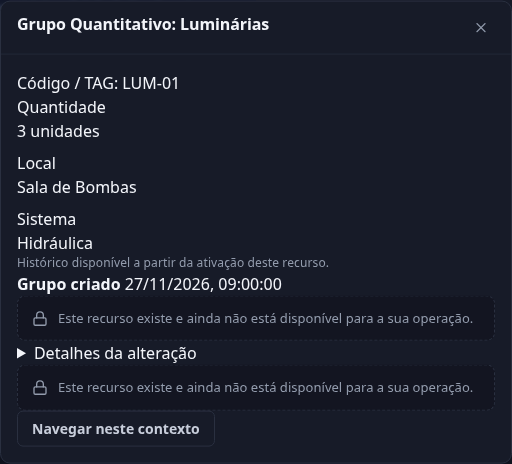 Grupo Quantitativo: Luminárias
Código / TAG: LUM-01
Quantidade
3 unidades
Local
Sala de Bombas
Sistema
Hidráulica
Histórico disponível a partir da ativação deste recurso.
Grupo criado 27/11/2026, 09:00:00
Este recurso existe e ainda não está disponível para a sua operação.
Detalhes da alteração
Este recurso existe e ainda não está disponível para a sua operação.
Navegar neste contexto